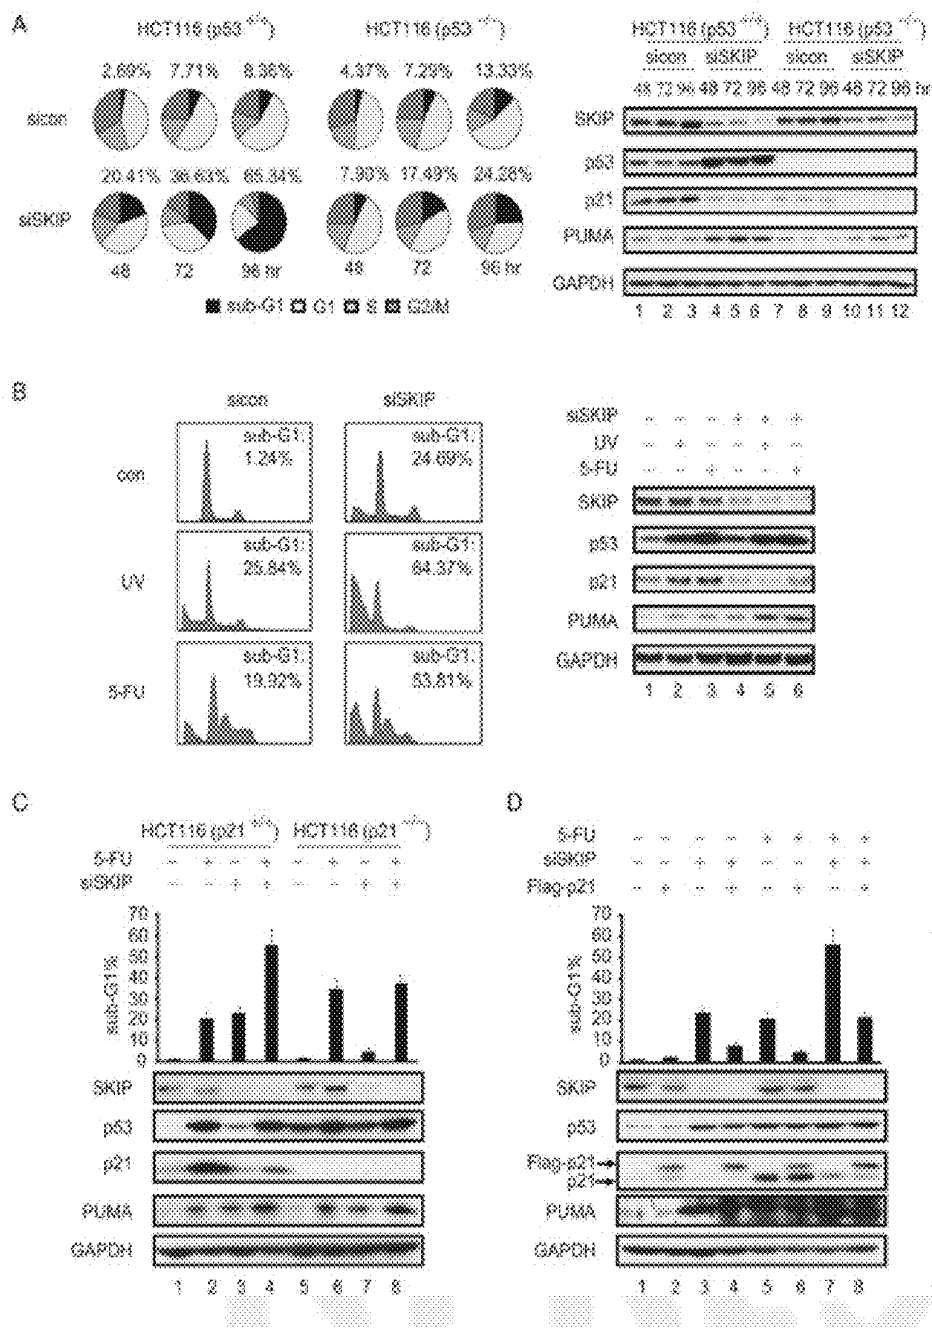 A
HCT116 (p53 +/+)
HCT116 (p53 -/-)
2.69% 7.71% 8.36% 4.37% 7.29% 13.33%
sicon
20.41% 36.63% 65.34% 7.90% 17.49% 24.28%
siSKIP
48 72 96 hr 48 72 96 hr
sub-G1 G1 S G2/M
HCT116 (p53 +/+) HCT116 (p53 -/-)
sicon siSKIP sicon siSKIP
48 72 96 48 72 96 48 72 96 48 72 96 hr
SKIP
p53
p21
PUMA
GAPDH
1 2 3 4 5 6 7 8 9 10 11 12
B
sicon siSKIP
con
sub-G1:
1.24%
sub-G1:
24.69%
UV
sub-G1:
25.84%
sub-G1:
64.37%
5-FU
sub-G1:
19.92%
sub-G1:
53.81%
siSKIP - - - + + +
UV - + - - + -
5-FU - - + - - +
SKIP
p53
p21
PUMA
GAPDH
1 2 3 4 5 6
C
HCT116 (p21 +/+) HCT116 (p21 -/-)
5-FU - + - + - + - +
siSKIP - - + + - - + +
70
60
50
40
30
20
10
0
sub-G1%
SKIP
p53
p21
PUMA
GAPDH
1 2 3 4 5 6 7 8
D
5-FU - - - - + + + +
siSKIP - - + + - - + +
Flag-p21 - + - + - + - +
70
60
50
40
30
20
10
0
sub-G1%
SKIP
p53
Flag-p21
p21
PUMA
GAPDH
1 2 3 4 5 6 7 8